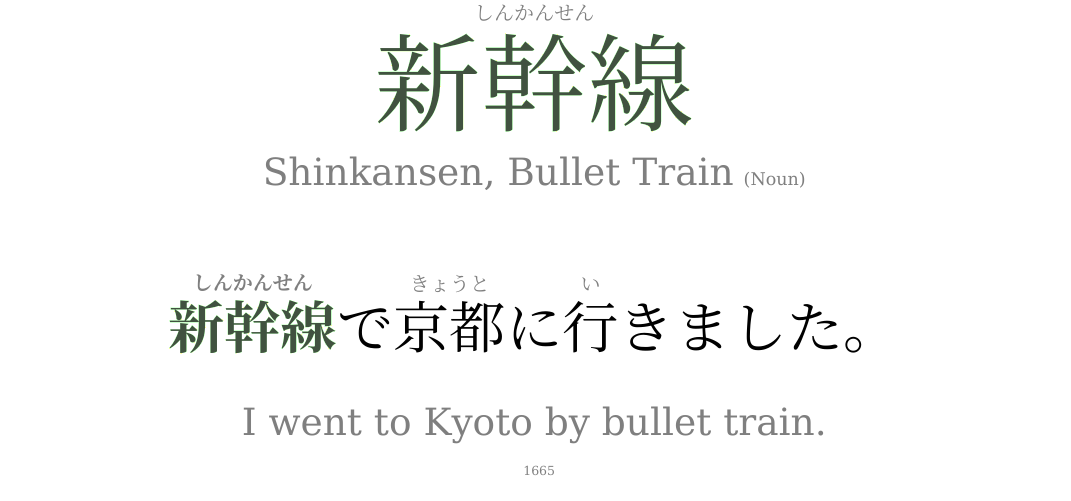 しんかんせん
新幹線
Shinkansen, Bullet Train (Noun)
しんかんせん きょうと い
新幹線で京都に行きました。
I went to Kyoto by bullet train.
1665